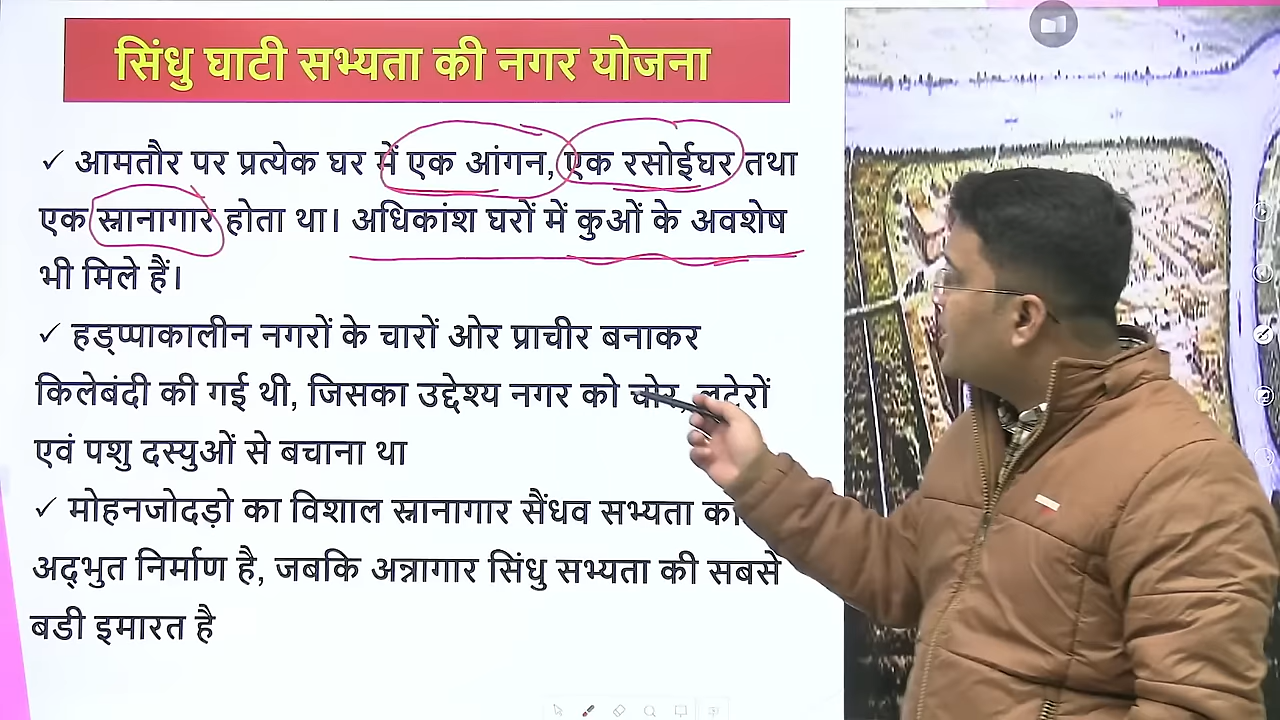 सिंधु घाटी सभ्यता की नगर योजना
✓ आमतौर पर प्रत्येक घर में एक आंगन, एक रसोईघर तथा
एक स्नानागार होता था। अधिकांश घरों में कुओं के अवशेष
भी मिले हैं।
✓ हड़प्पाकालीन नगरों के चारों ओर प्राचीर बनाकर
किलेबंदी की गई थी, जिसका उद्देश्य नगर को चोर, लुटेरों
एवं पशु दस्युओं से बचाना था
✓ मोहनजोदड़ो का विशाल स्नानागार सैंधव सभ्यता का
अद्भुत निर्माण है, जबकि अन्नागार सिंधु सभ्यता की सबसे
बडी इमारत है